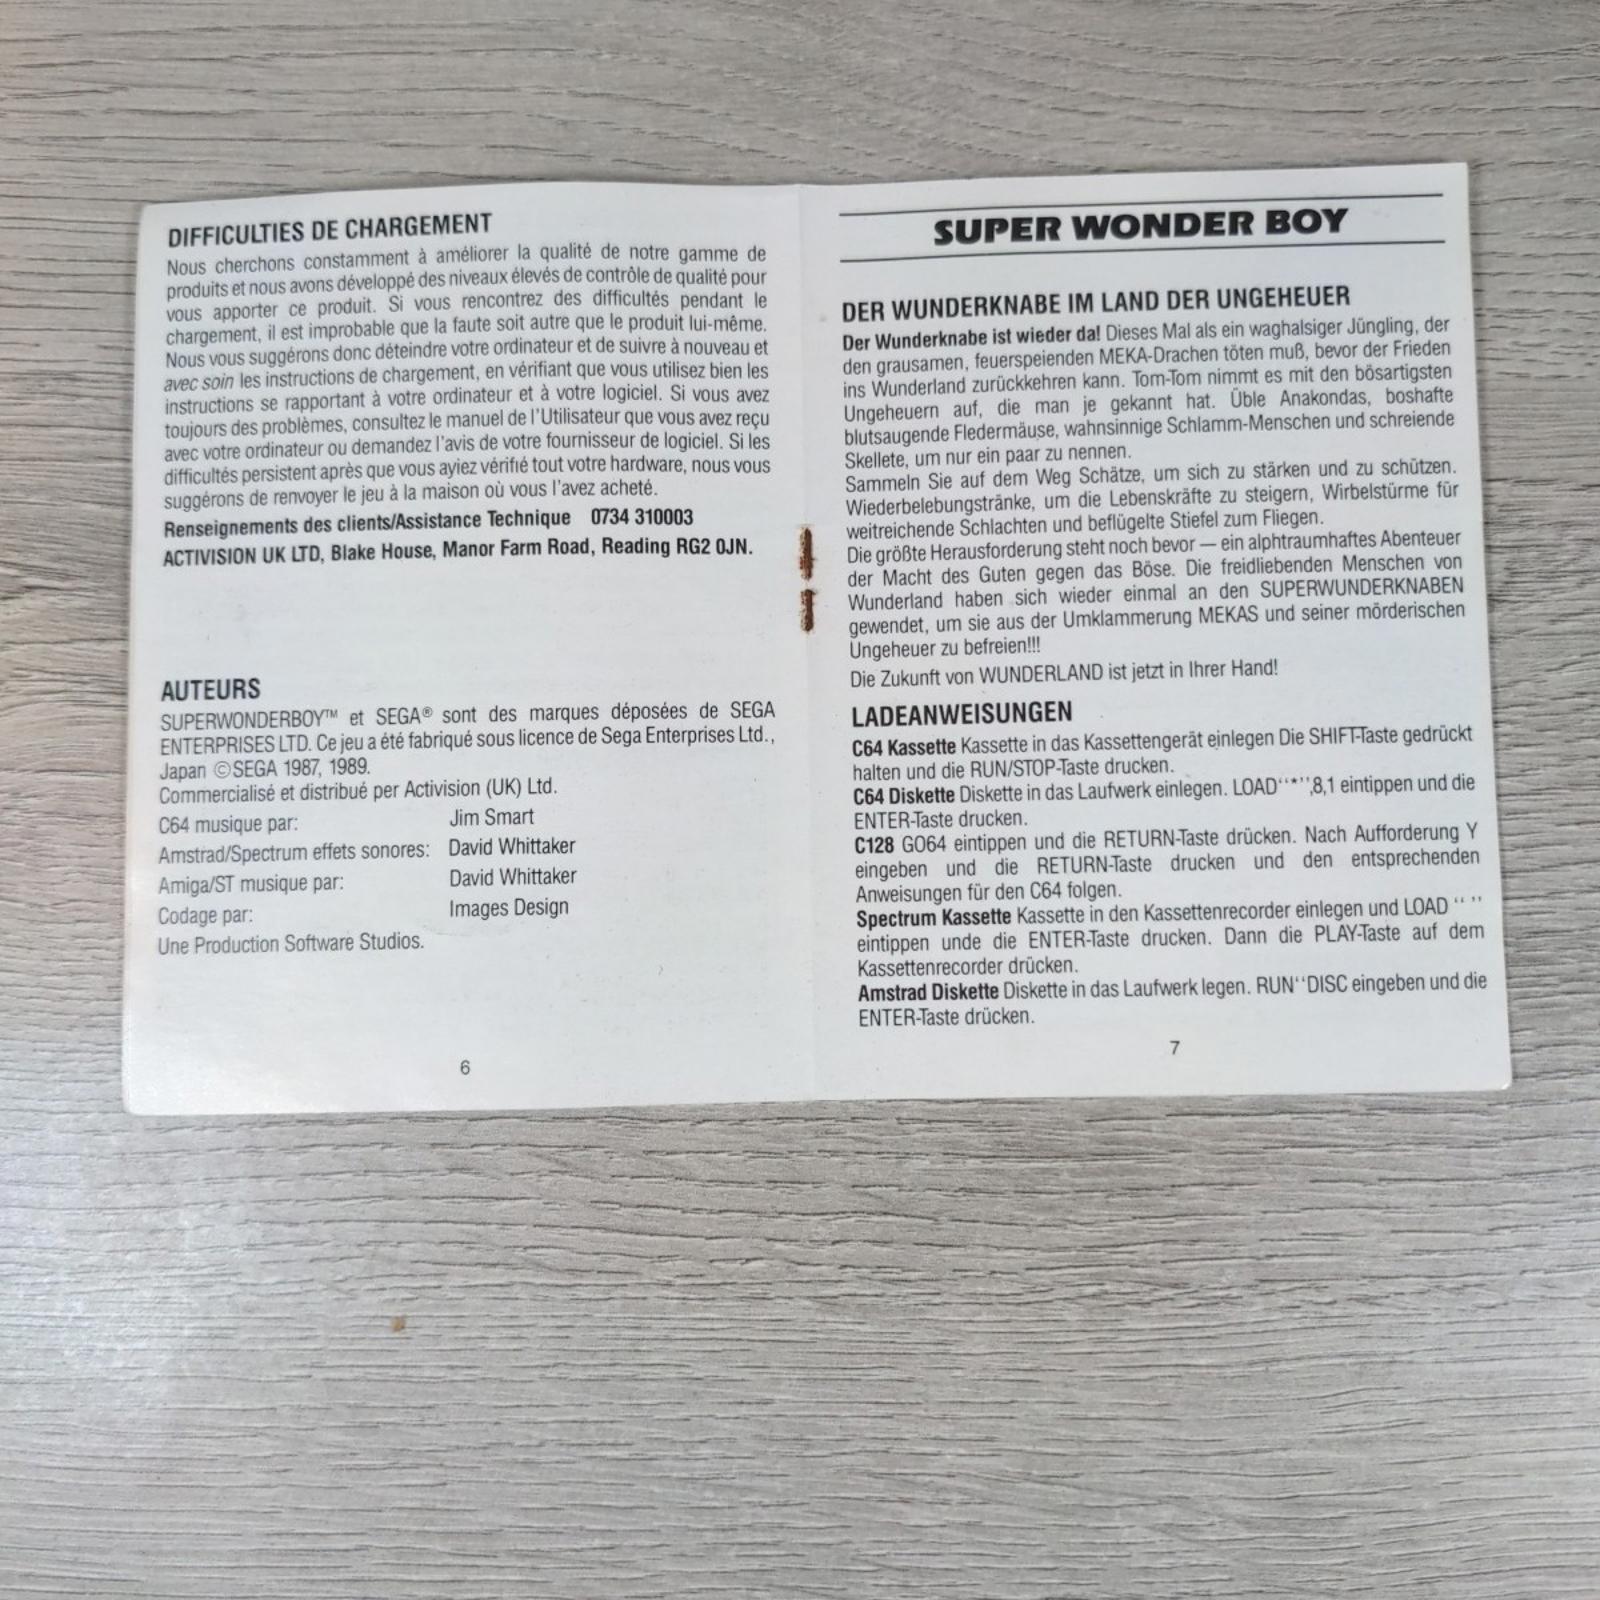 DIFFICULTIES DE CHARGEMENT
Nous cherchons constamment à améliorer la qualité de notre gamme de
produits et nous avons développé des niveaux élevés de contrôle de qualité pour
vous apporter ce produit. Si vous rencontrez des difficultés pendant le
chargement, il est improbable que la faute soit autre que le produit lui-même.
Nous vous suggérons donc déteindre votre ordinateur et de suivre à nouveau et
avec soin les instructions de chargement, en vérifiant que vous utilisez bien les
instructions se rapportant à votre ordinateur et à votre logiciel. Si vous avez
toujours des problèmes, consultez le manuel de l'Utilisateur que vous avez reçu
avec votre ordinateur ou demandez l'avis de votre fournisseur de logiciel. Si les
difficultés persistent après que vous ayiez vérifié tout votre hardware, nous vous
suggérons de renvoyer le jeu à la maison où vous l'avez acheté.
Renseignements des clients/Assistance Technique 0734 310003
ACTIVISION UK LTD, Blake House, Manor Farm Road, Reading RG2 0JN.
AUTEURS
SUPERWONDERBOY™ et SEGA® sont des marques déposées de SEGA
ENTERPRISES LTD. Ce jeu a été fabriqué sous licence de Sega Enterprises Ltd.,
Japan ©SEGA 1987, 1989.
Commercialisé et distribué per Activision (UK) Ltd.
C64 musique par: Jim Smart
Amstrad/Spectrum effets sonores: David Whittaker
Amiga/ST musique par: David Whittaker
Codage par: Images Design
Une Production Software Studios.
6
SUPER WONDER BOY
DER WUNDERKNABE IM LAND DER UNGEHEUER
Der Wunderknabe ist wieder da! Dieses Mal als ein waghalsiger Jüngling, der
den grausamen, feuerspeienden MEKA-Drachen töten muß, bevor der Frieden
ins Wunderland zurückkehren kann. Tom-Tom nimmt es mit den bösartigsten
Ungeheuern auf, die man je gekannt hat. Üble Anakondas, boshafte
blutsaugende Fledermäuse, wahnsinnige Schlamm-Menschen und schreiende
Skellete, um nur ein paar zu nennen.
Sammeln Sie auf dem Weg Schätze, um sich zu stärken und zu schützen.
Wiederbelebungstränke, um die Lebenskräfte zu steigern, Wirbelstürme für
weitreichende Schlachten und beflügelte Stiefel zum Fliegen.
Die größte Herausforderung steht noch bevor — ein alphtraumhaftes Abenteuer
der Macht des Guten gegen das Böse. Die freidliebenden Menschen von
Wunderland haben sich wieder einmal an den SUPERWUNDERKNABEN
gewendet, um sie aus der Umklammerung MEKAS und seiner mörderischen
Ungeheuer zu befreien!!!
Die Zukunft von WUNDERLAND ist jetzt in Ihrer Hand!
LADEANWEISUNGEN
C64 Kassette Kassette in das Kassettengerät einlegen Die SHIFT-Taste gedrückt
halten und die RUN/STOP-Taste drucken.
C64 Diskette Diskette in das Laufwerk einlegen. LOAD‘‘*’’,8,1 eintippen und die
ENTER-Taste drucken.
C128 GO64 eintippen und die RETURN-Taste drücken. Nach Aufforderung Y
eingeben und die RETURN-Taste drucken und den entsprechenden
Anweisungen für den C64 folgen.
Spectrum Kassette Kassette in den Kassettenrecorder einlegen und LOAD ‘‘ ’’
eintippen unde die ENTER-Taste drucken. Dann die PLAY-Taste auf dem
Kassettenrecorder drücken.
Amstrad Diskette Diskette in das Laufwerk legen. RUN‘‘DISC eingeben und die
ENTER-Taste drücken.
7